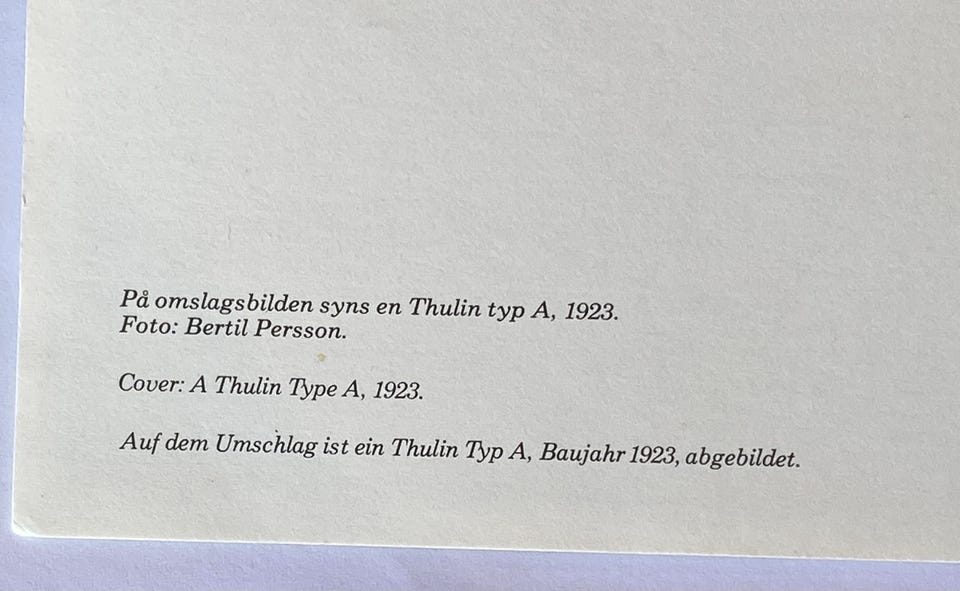 På omslagsbilden syns en Thulin typ A, 1923.
Foto: Bertil Persson.
Cover: A Thulin Type A, 1923.
Auf dem Umschlag ist ein Thulin Typ A, Baujahr 1923, abgebildet.